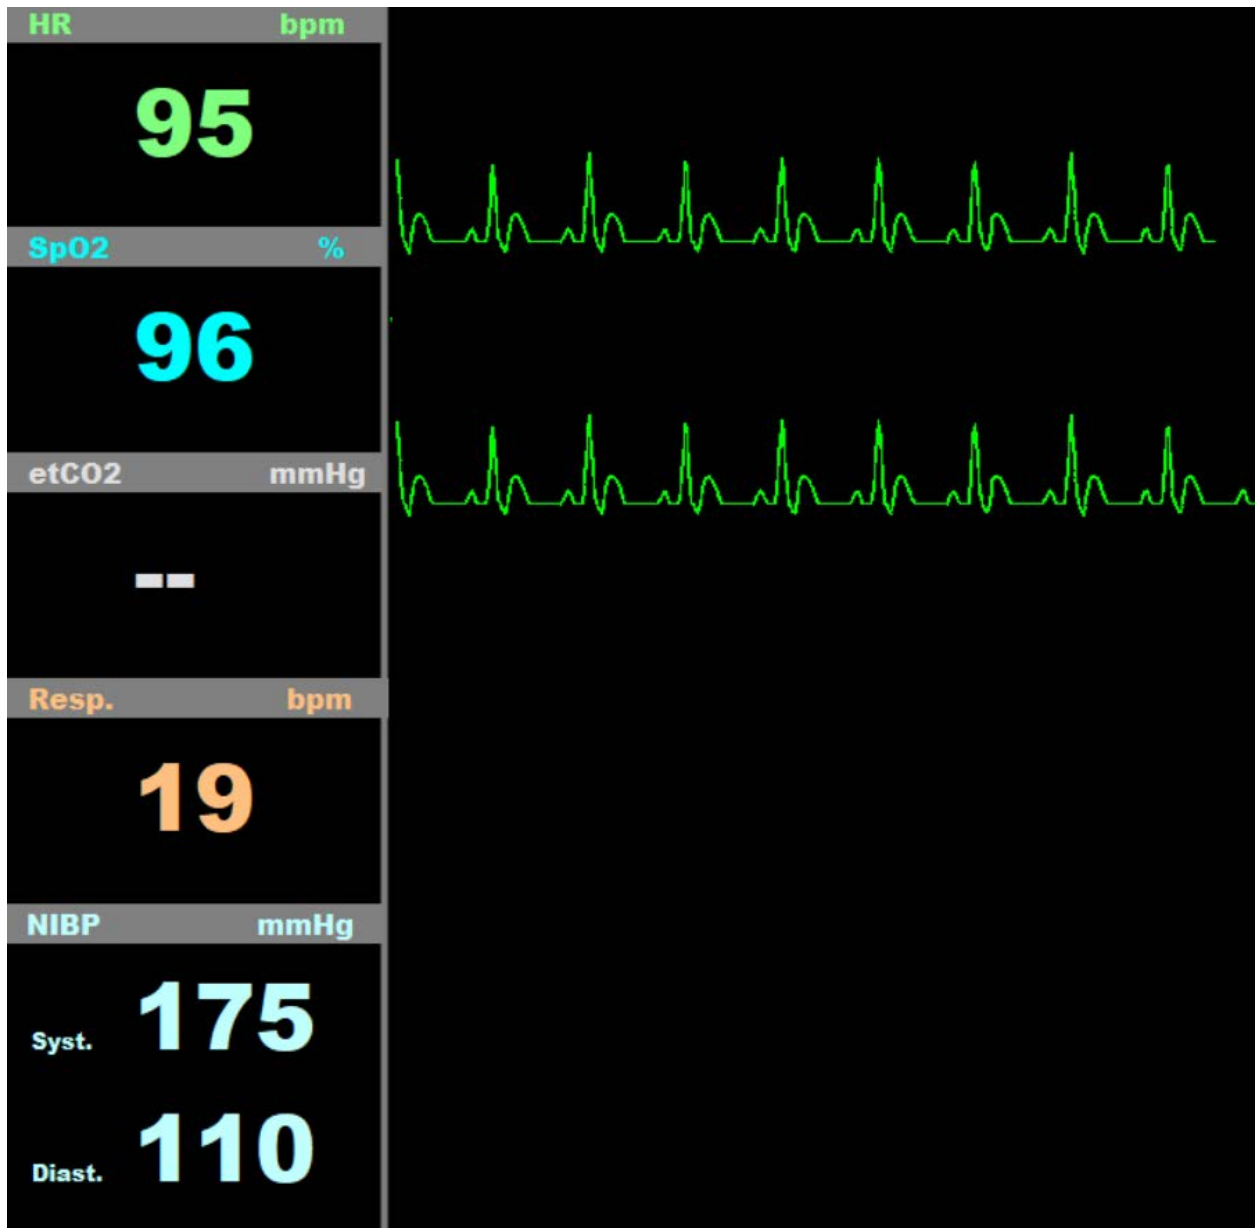 HR bpm
95
SpO2 %
96
etCO2 mmHg
--
Resp. bpm
19
NIBP mmHg
Syst. 175
Diast. 110